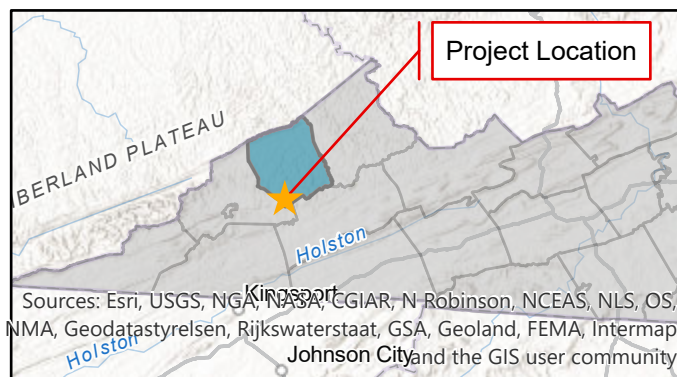 Project Location
BERLAND PLATEAU
Holston
Kingsport
Sources: Esri, USGS, NGA, NASA, CGIAR, N Robinson, NCEAS, NLS, OS,
NMA, Geodatastyrelsen, Rijkswaterstaat, GSA, Geoland, FEMA, Intermap
Holston
Johnson City
and the GIS user community